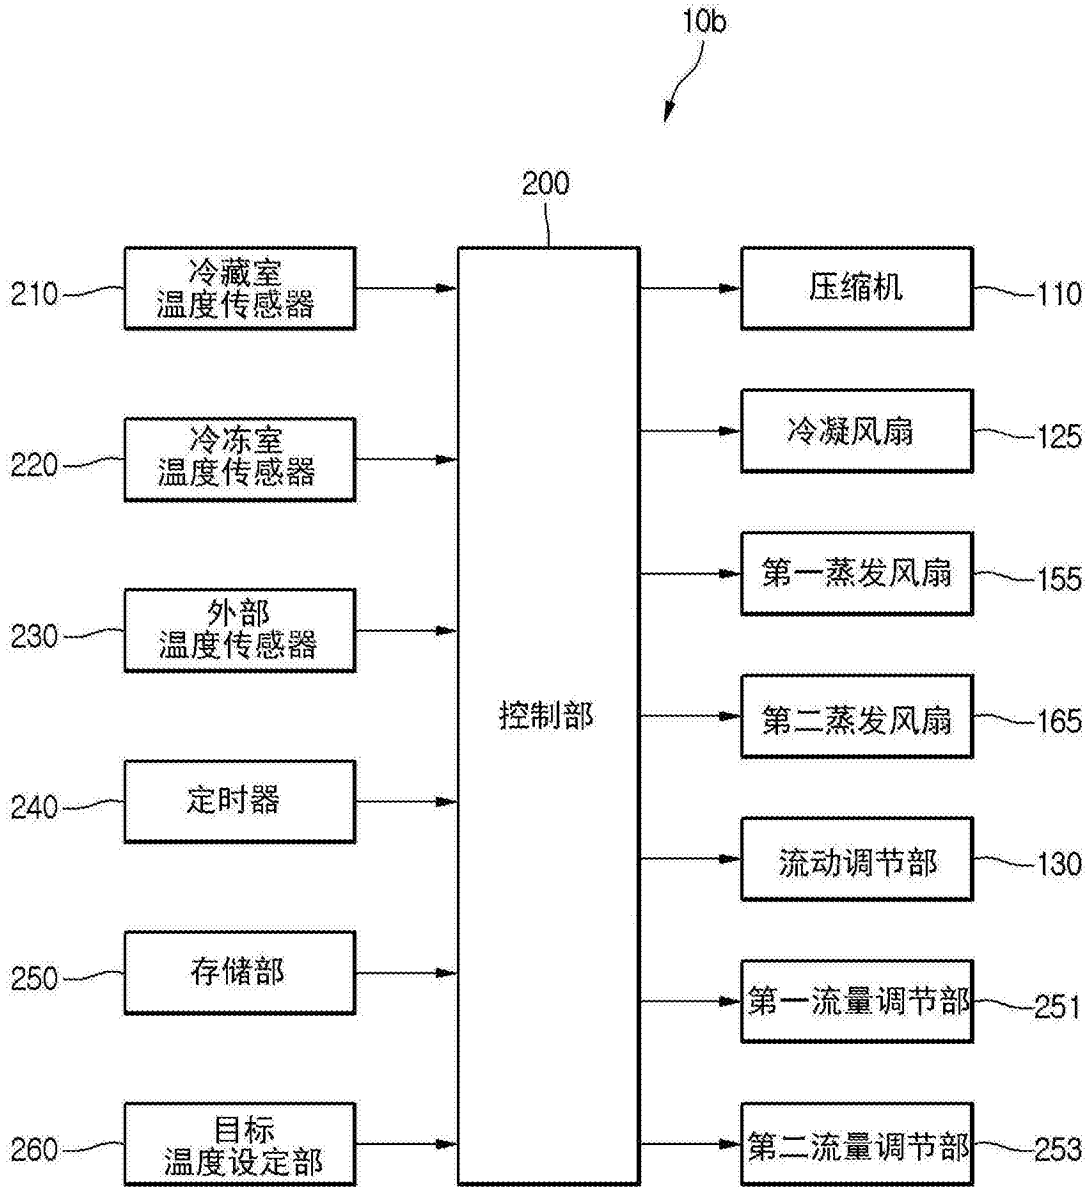 10b
200
210
冷藏室
温度传感器
220
冷冻室
温度传感器
230
外部
温度传感器
240
定时器
250
存储部
260
目标
温度设定部
控制部
压缩机
110
冷凝风扇
125
第一蒸发风扇
155
第二蒸发风扇
165
流动调节部
130
第一流量调节部
251
第二流量调节部
253